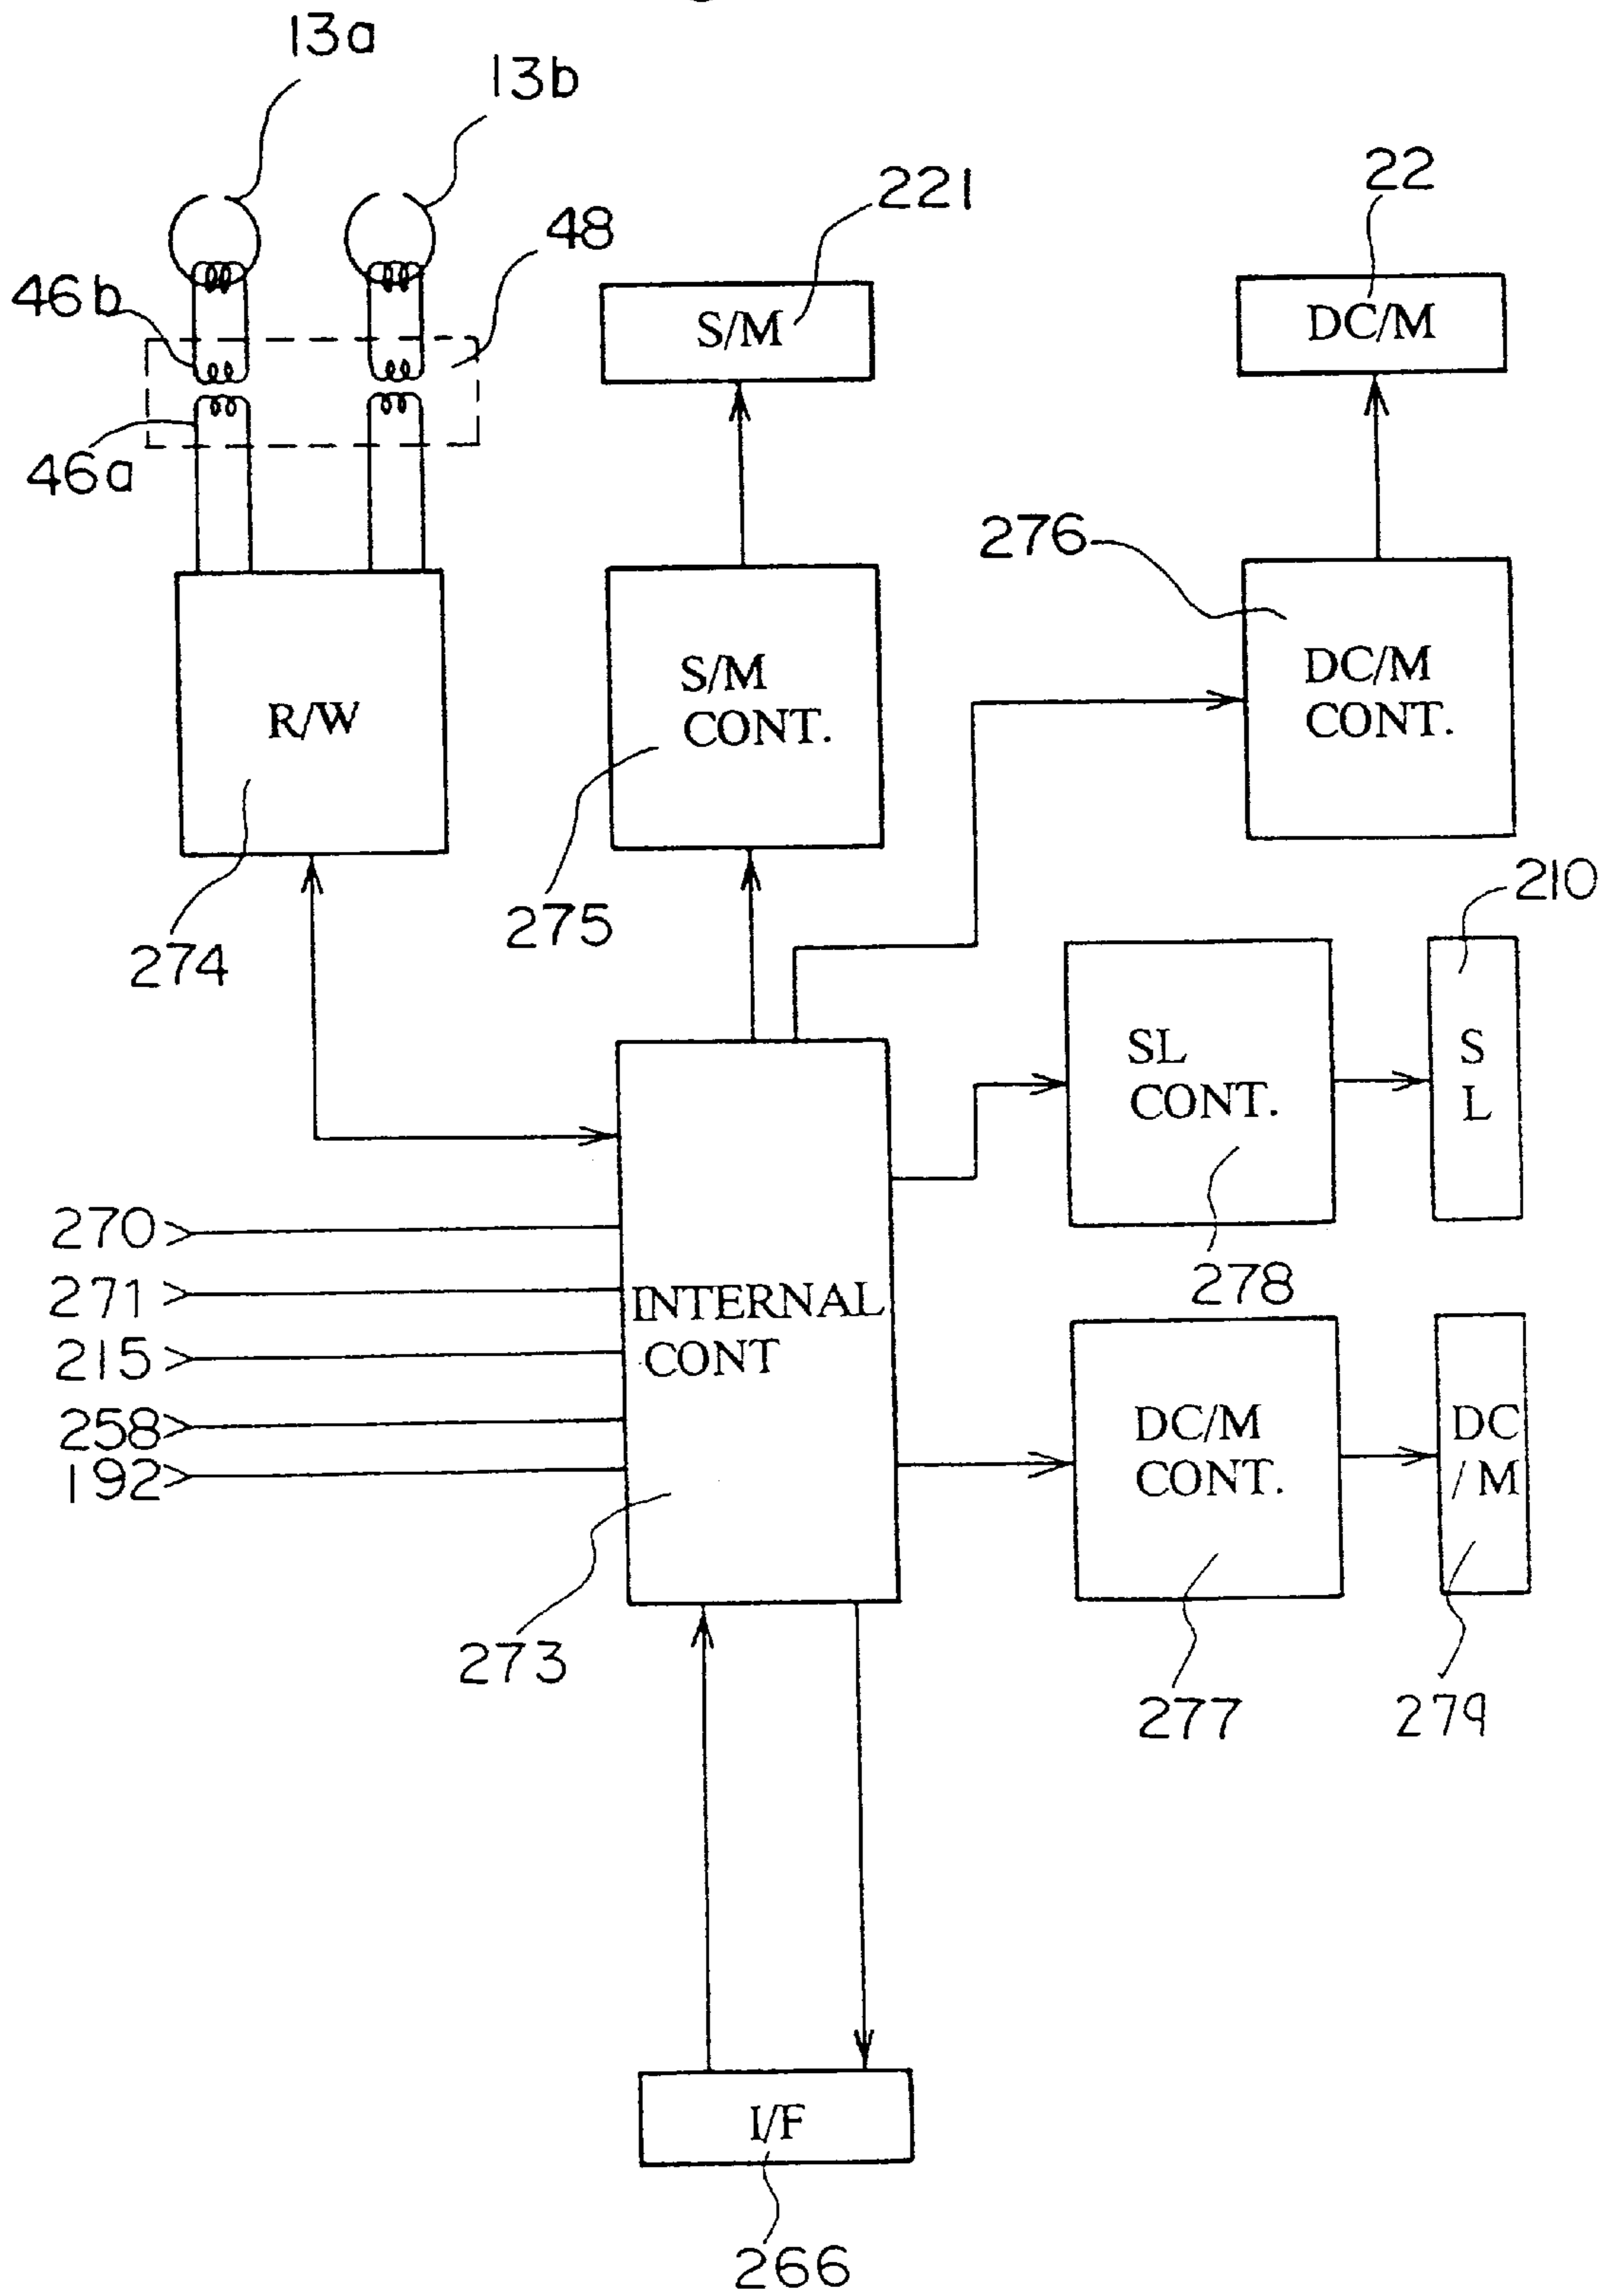 13a
13b
221
22
48
46b
S/M
DC/M
46a
276
S/M
CONT.
DC/M
CONT.
R/W
210
275
274
SL
CONT.
S
L
270
278
271
INTERNAL
CONT
215
258
DC/M
CONT.
DC
/M
192
273
277
279
I/F
266